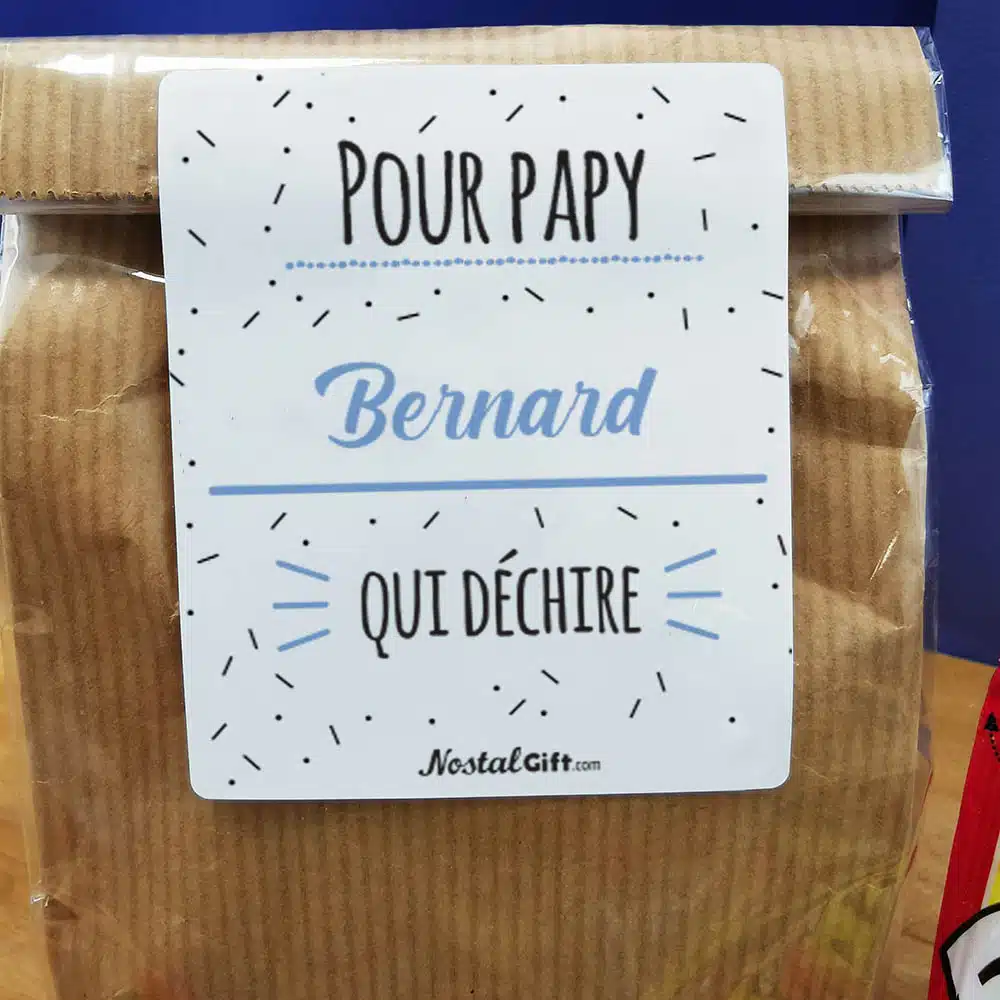 POUR PAPY
Bernard
QUI DÉCHIRE
NostalGift.com